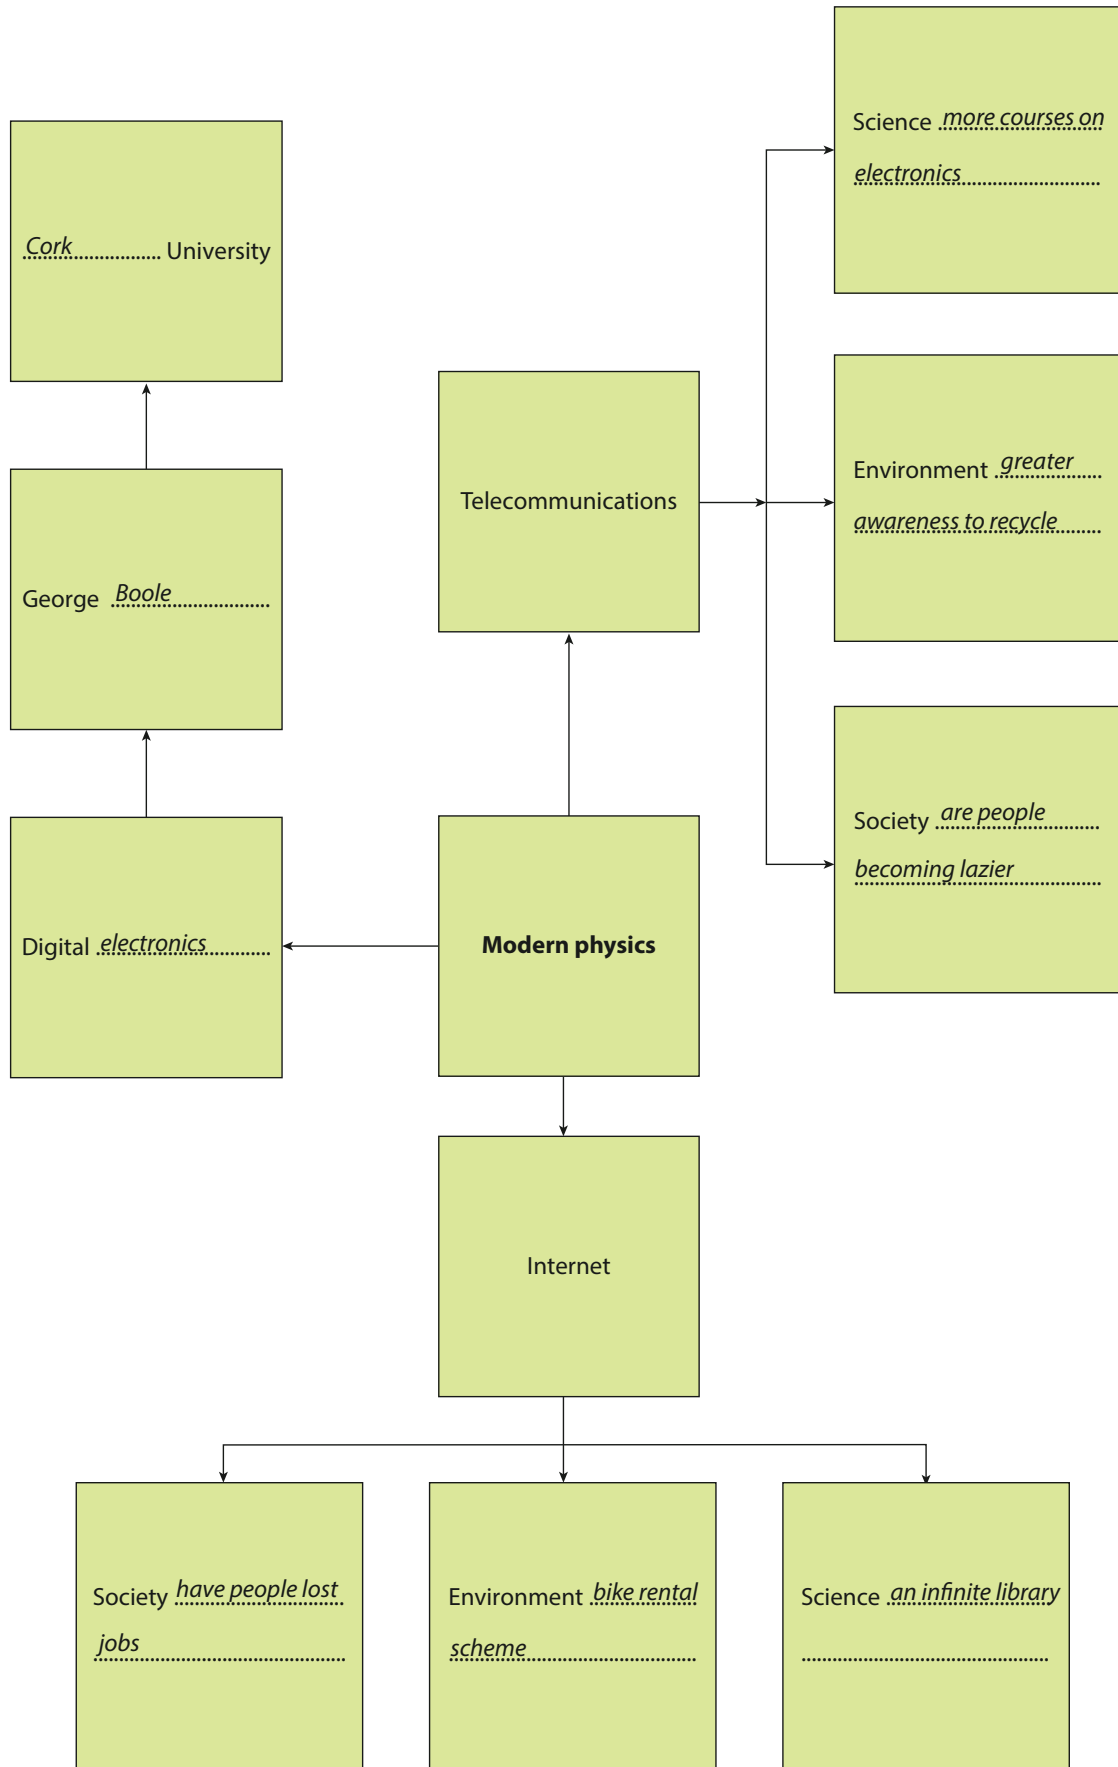 Science more courses on
electronics
Cork University
Environment greater
awareness to recycle
Telecommunications
George Boole
Society are people
becoming lazier
Digital electronics
Modern physics
Internet
Society have people lost
jobs
Environment bike rental
scheme
Science an infinite library